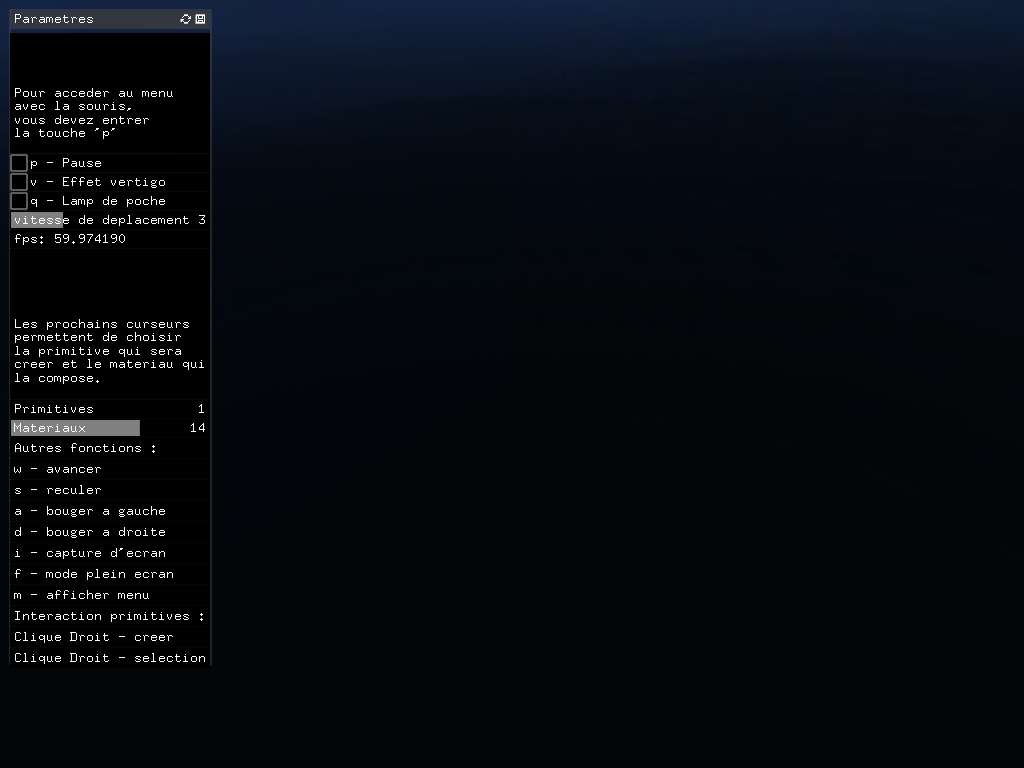 Parametres
Pour acceder au menu
avec la souris,
vous devez entrer
la touche "p"
p - Pause
v - Effet vertigo
q - Lamp de poche
vitesse de deplacement 3
fps: 59.974190
Les prochains curseurs
permettent de choisir
la primitive qui sera
creer et le materiau qui
la compose.
Primitives 1
Materiaux 14
Autres fonctions :
w - avancer
s - reculer
a - bouger a gauche
d - bouger a droite
i - capture d'ecran
f - mode plein ecran
m - afficher menu
Interaction primitives :
Clique Droit - creer
Clique Droit - selection